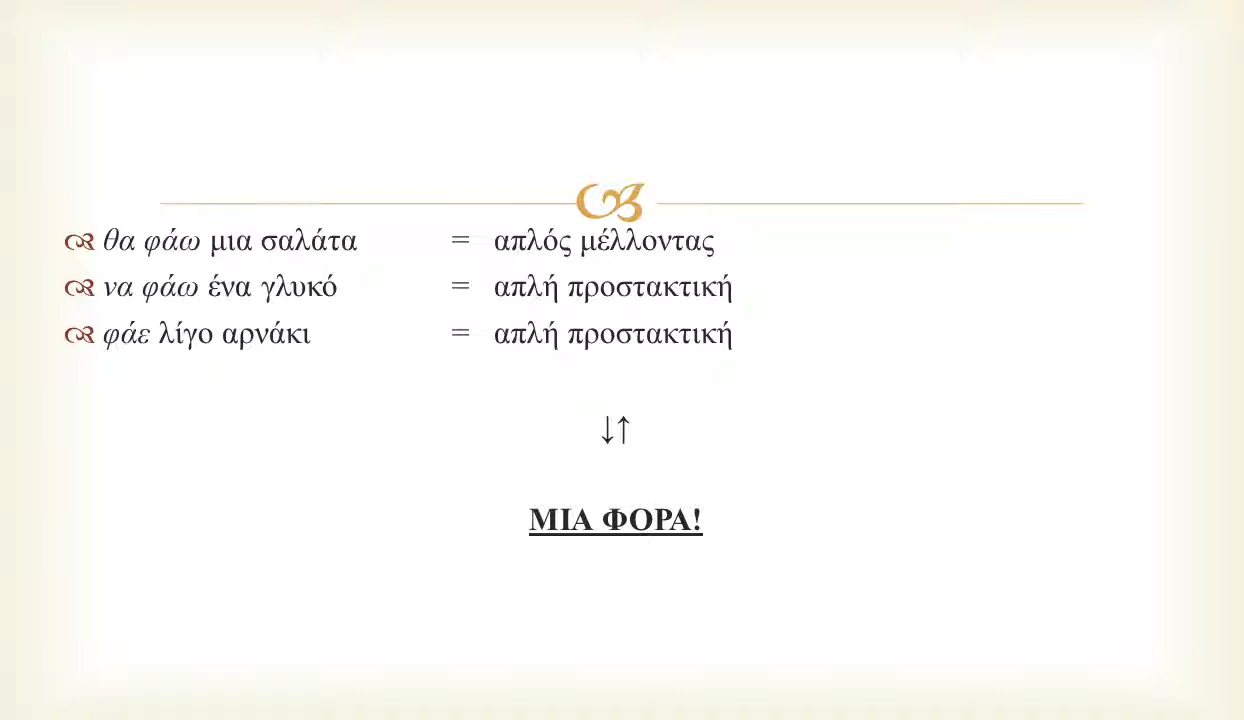 θα φάω μια σαλάτα = απλός μέλλοντας
να φάω ένα γλυκό = απλή προστακτική
φάε λίγο αρνάκι = απλή προστακτική
↓↑
ΜΙΑ ΦΟΡΑ!